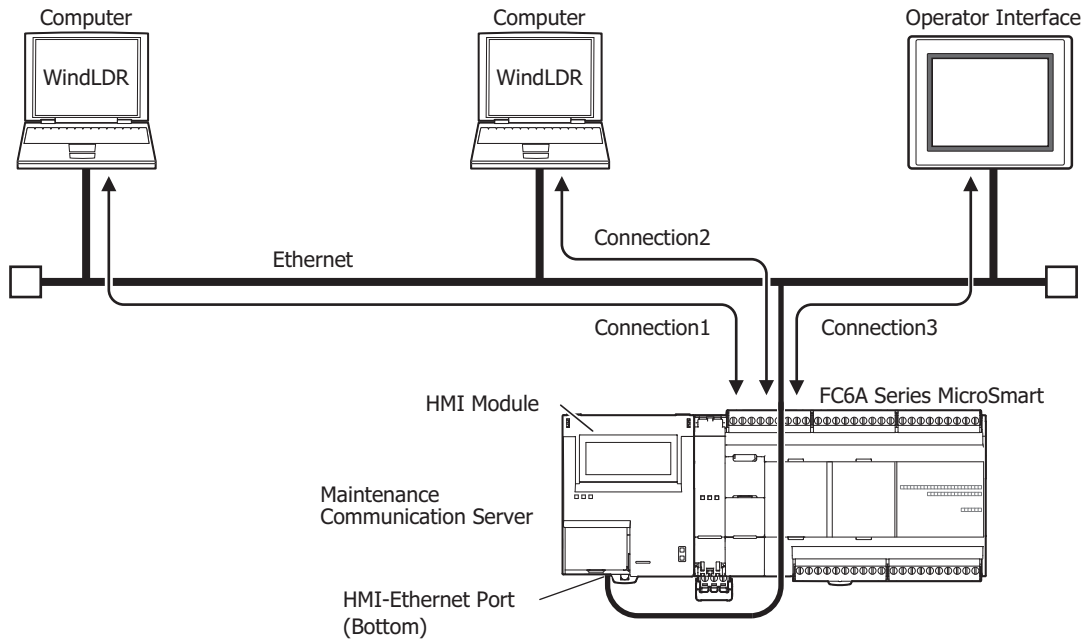 Computer
Computer
Operator Interface
WindLDR
WindLDR
Connection2
Ethernet
Connection1
Connection3
FC6A Series MicroSmart
HMI Module
Maintenance
Communication Server
HMI-Ethernet Port
(Bottom)